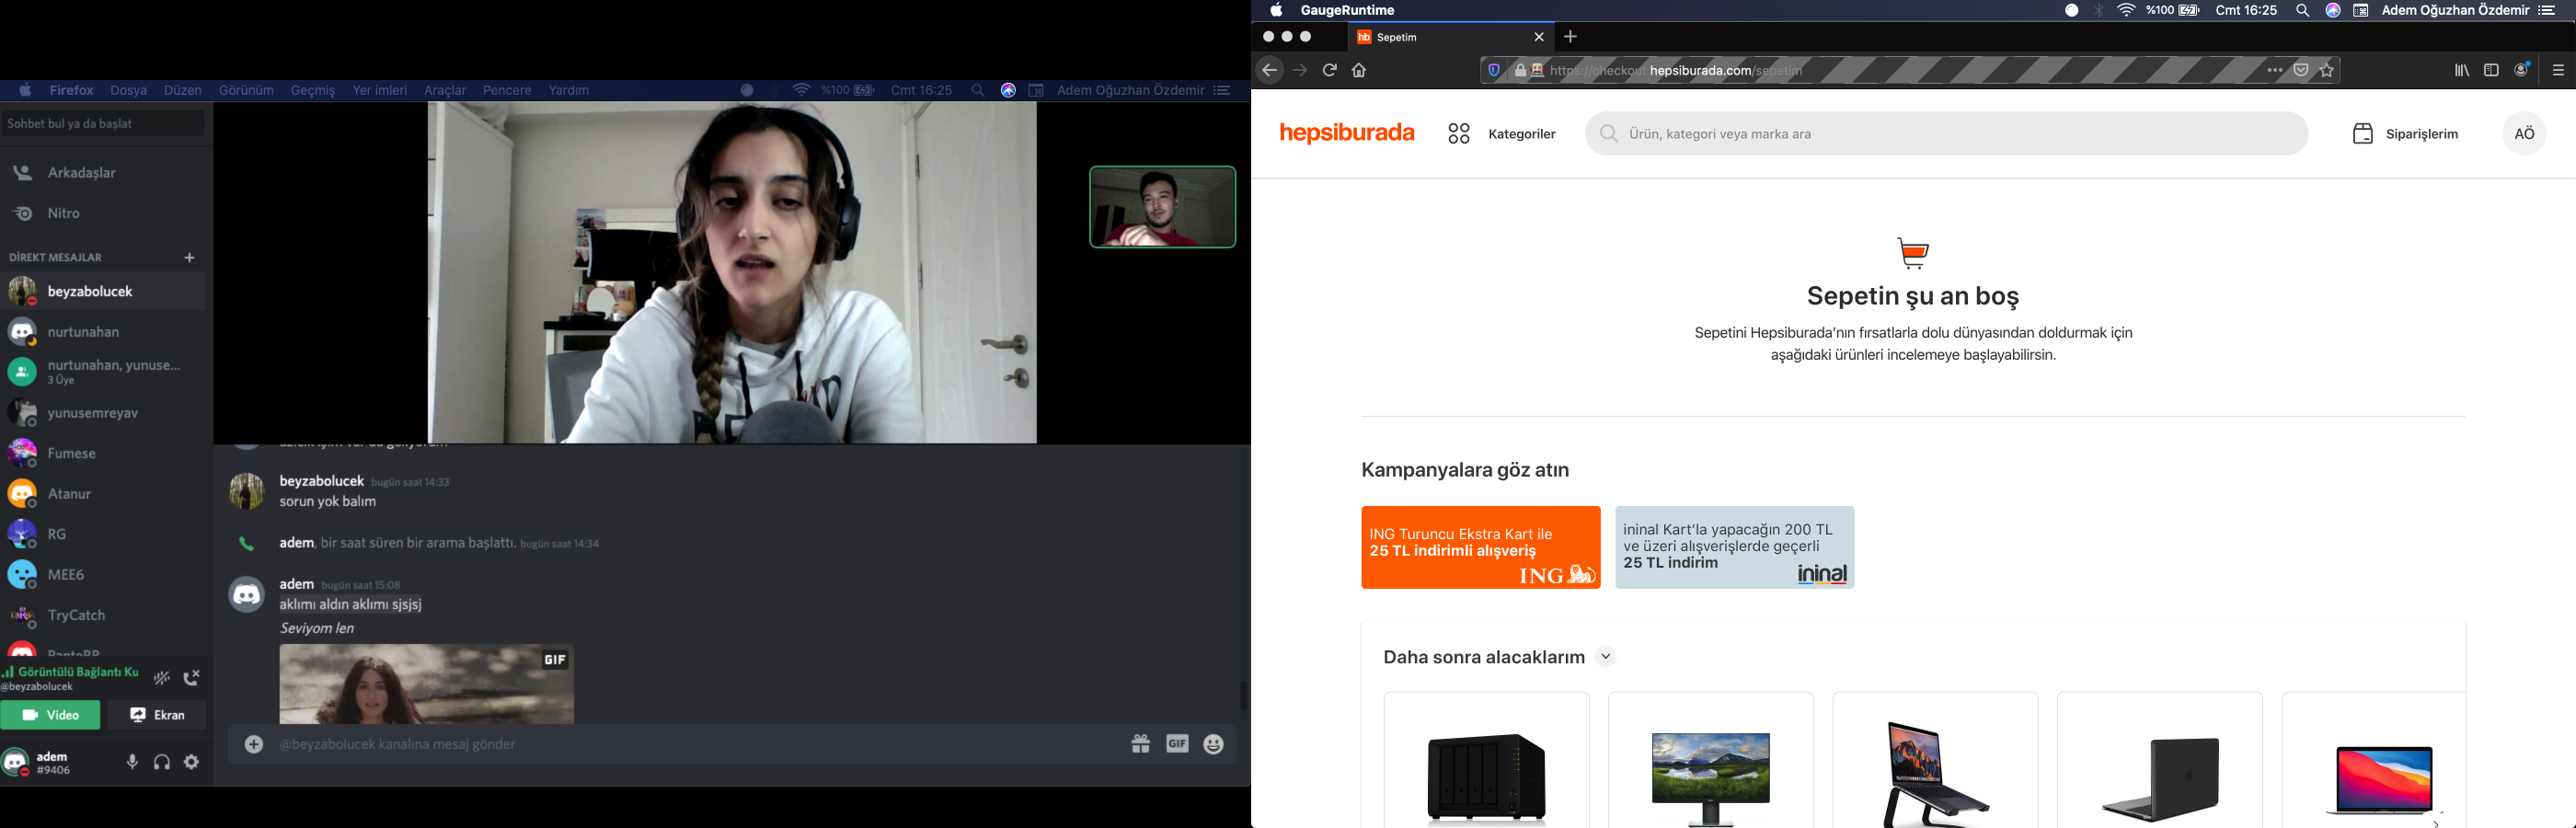 Firefox Dosya Düzen Görünüm Geçmiş Yer imleri Araçlar Pencere Yardım %100 Cmt 16:25 Adem Oğuzhan Özdemir
Sohbet bul ya da başlat
Arkadaşlar
Nitro
DİREKT MESAJLAR +
beyzabolucek
nurtunahan
nurtunahan, yunuse...
3 Üye
yunusemreyav
Fumese
Atanur
RG
MEE6
TryCatch
Görüntülü Bağlantı Ku
@beyzabolucek
Video Ekran
adem
#9406
beyzabolucek bugün saat 14:33
sorun yok balım
adem, bir saat süren bir arama başlattı. bugün saat 14:34
adem bugün saat 15:08
aklımı aldın aklımı sjsjsj
Seviyom len
GIF
@beyzabolucek kanalına mesaj gönder GIF
GaugeRuntime %100 Cmt 16:25 Adem Oğuzhan Özdemir
hb Sepetim
https://checkout.hepsiburada.com/sepetim
hepsiburada Kategoriler Ürün, kategori veya marka ara Siparişlerim AÖ
Sepetin şu an boş
Sepetini Hepsiburada'nın fırsatlarla dolu dünyasından doldurmak için
aşağıdaki ürünleri incelemeye başlayabilirsin.
Kampanyalara göz atın
ING Turuncu Ekstra Kart ile
25 TL indirimli alışveriş
ING
ininal Kart'la yapacağın 200 TL
ve üzeri alışverişlerde geçerli
25 TL indirim
ininal
Daha sonra alacaklarım